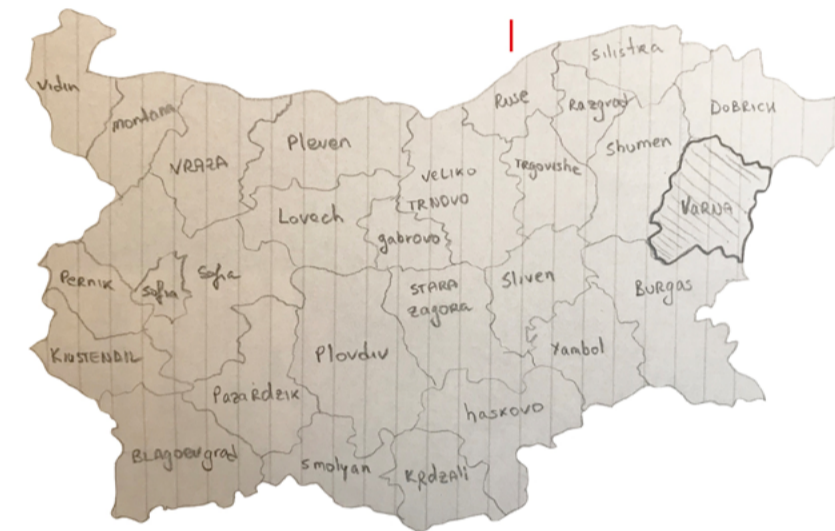 Silistra
Vidin
Ruse
Razgrad
DOBRICH
montana
Pleven
Shumen
VRAZA
Trgovishe
VELIKO
TRNOVO
VARNA
Lovech
gabrovo
PERNIK
Sofia
Sofia
STARA
Zagora
Sliven
BURGAS
KIUSTENDIL
Plovdiv
Yambol
Pazardzik
haskovo
BLAGOEVgrad
Smolyan
KRdzali